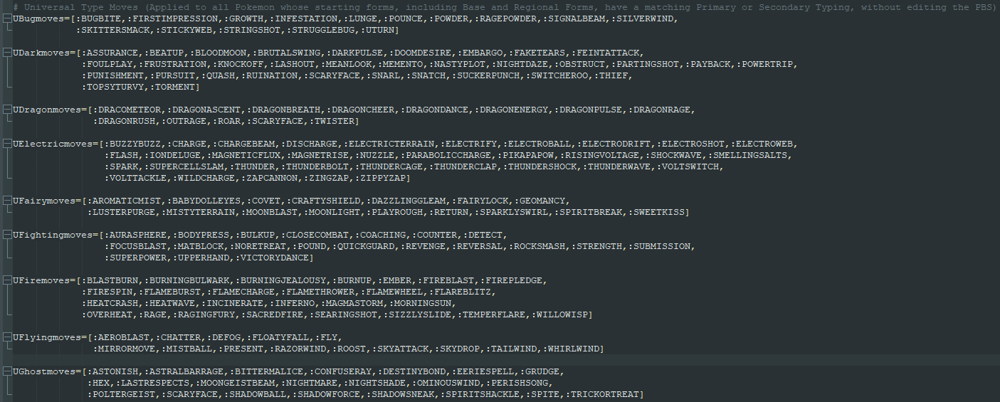 # Universal Type Moves (Applied to all Pokemon whose starting forms, including Base and Regional Forms, have a matching Primary or Secondary Typing, without editing the PBS)
UBugmoves=[:BUGBITE,:FIRSTIMPRESSION,:GROWTH,:INFESTATION,:LUNGE,:POUNCE,:POWDER,:RAGEPOWDER,:SIGNALBEAM,:SILVERWIND,
:SKITTERSMACK,:STICKYWEB,:STRINGSHOT,:STRUGGLEBUG,:UTURN]
UDarkmoves=[:ASSURANCE,:BEATUP,:BLOODMOON,:BRUTALSWING,:DARKPULSE,:DOOMDESIRE,:EMBARGO,:FAKETEARS,:FEINTATTACK,
:FOULPLAY,:FRUSTRATION,:KNOCKOFF,:LASHOUT,:MEANLOOK,:MEMENTO,:NASTYPLOT,:NIGHTDAZE,:OBSTRUCT,:PARTINGSHOT,:PAYBACK,:POWERTRIP,
:PUNISHMENT,:PURSUIT,:QUASH,:RUINATION,:SCARYFACE,:SNARL,:SNATCH,:SUCKERPUNCH,:SWITCHEROO,:THIEF,
:TOPSYTURVY,:TORMENT]
UDragonmoves=[:DRACOMETEOR,:DRAGONASCENT,:DRAGONBREATH,:DRAGONCHEER,:DRAGONDANCE,:DRAGONENERGY,:DRAGONPULSE,:DRAGONRAGE,
:DRAGONRUSH,:OUTRAGE,:ROAR,:SCARYFACE,:TWISTER]
UElectricmoves=[:BUZZYBUZZ,:CHARGE,:CHARGEBEAM,:DISCHARGE,:ELECTRICTERRAIN,:ELECTRIFY,:ELECTROBALL,:ELECTRODRIFT,:ELECTROSHOT,:ELECTROWEB,
:FLASH,:IONDELUGE,:MAGNETICFLUX,:MAGNETRISE,:NUZZLE,:PARABOLICCHARGE,:PIKAPAPOW,:RISINGVOLTAGE,:SHOCKWAVE,:SMELLINGSALTS,
:SPARK,:SUPERCELLSLAM,:THUNDER,:THUNDERBOLT,:THUNDERCAGE,:THUNDERCLAP,:THUNDERSHOCK,:THUNDERWAVE,:VOLTSWITCH,
:VOLTTACKLE,:WILDCHARGE,:ZAPCANNON,:ZINGZAP,:ZIPPYZAP]
UFairymoves=[:AROMATICMIST,:BABYDOLLEYES,:COVET,:CRAFTYSHIELD,:DAZZLINGGLEAM,:FAIRYLOCK,:GEOMANCY,
:LUSTERPURGE,:MISTYTERRAIN,:MOONBLAST,:MOONLIGHT,:PLAYROUGH,:RETURN,:SPARKLYSWIRL,:SPIRITBREAK,:SWEETKISS]
UFightingmoves=[:AURASPHERE,:BODYPRESS,:BULKUP,:CLOSECOMBAT,:COACHING,:COUNTER,:DETECT,
:FOCUSBLAST,:MATBLOCK,:NORETREAT,:POUND,:QUICKGUARD,:REVENGE,:REVERSAL,:ROCKSMASH,:STRENGTH,:SUBMISSION,
:SUPERPOWER,:UPPERHAND,:VICTORYDANCE]
UFiremoves=[:BLASTBURN,:BURNINGBULWARK,:BURNINGJEALOUSY,:BURNUP,:EMBER,:FIREBLAST,:FIREPLEDGE,
:FIRESPIN,:FLAMEBURST,:FLAMECHARGE,:FLAMETHROWER,:FLAMEWHEEL,:FLAREBLITZ,
:HEATCRASH,:HEATWAVE,:INCINERATE,:INFERNO,:MAGMASTORM,:MORNINGSUN,
:OVERHEAT,:RAGE,:RAGINGFURY,:SACREDFIRE,:SEARINGSHOT,:SIZZLYSLIDE,:TEMPERFLARE,:WILLOWISP]
UFlyingmoves=[:AEROBLAST,:CHATTER,:DEFOG,:FLOATYFALL,:FLY,
:MIRRORMOVE,:MISTBALL,:PRESENT,:RAZORWIND,:ROOST,:SKYATTACK,:SKYDROP,:TAILWIND,:WHIRLWIND]
UGhostmoves=[:ASTONISH,:ASTRALBARRAGE,:BITTERMALICE,:CONFUSERAY,:DESTINYBOND,:EERIESPELL,:GRUDGE,
:HEX,:LASTRESPECTS,:MOONGEISTBEAM,:NIGHTMARE,:NIGHTSHADE,:OMINOUSWIND,:PERISHSONG,
:POLTERGEIST,:SCARYFACE,:SHADOWBALL,:SHADOWFORCE,:SHADOWSNEAK,:SPIRITSHACKLE,:SPITE,:TRICKORTREAT]